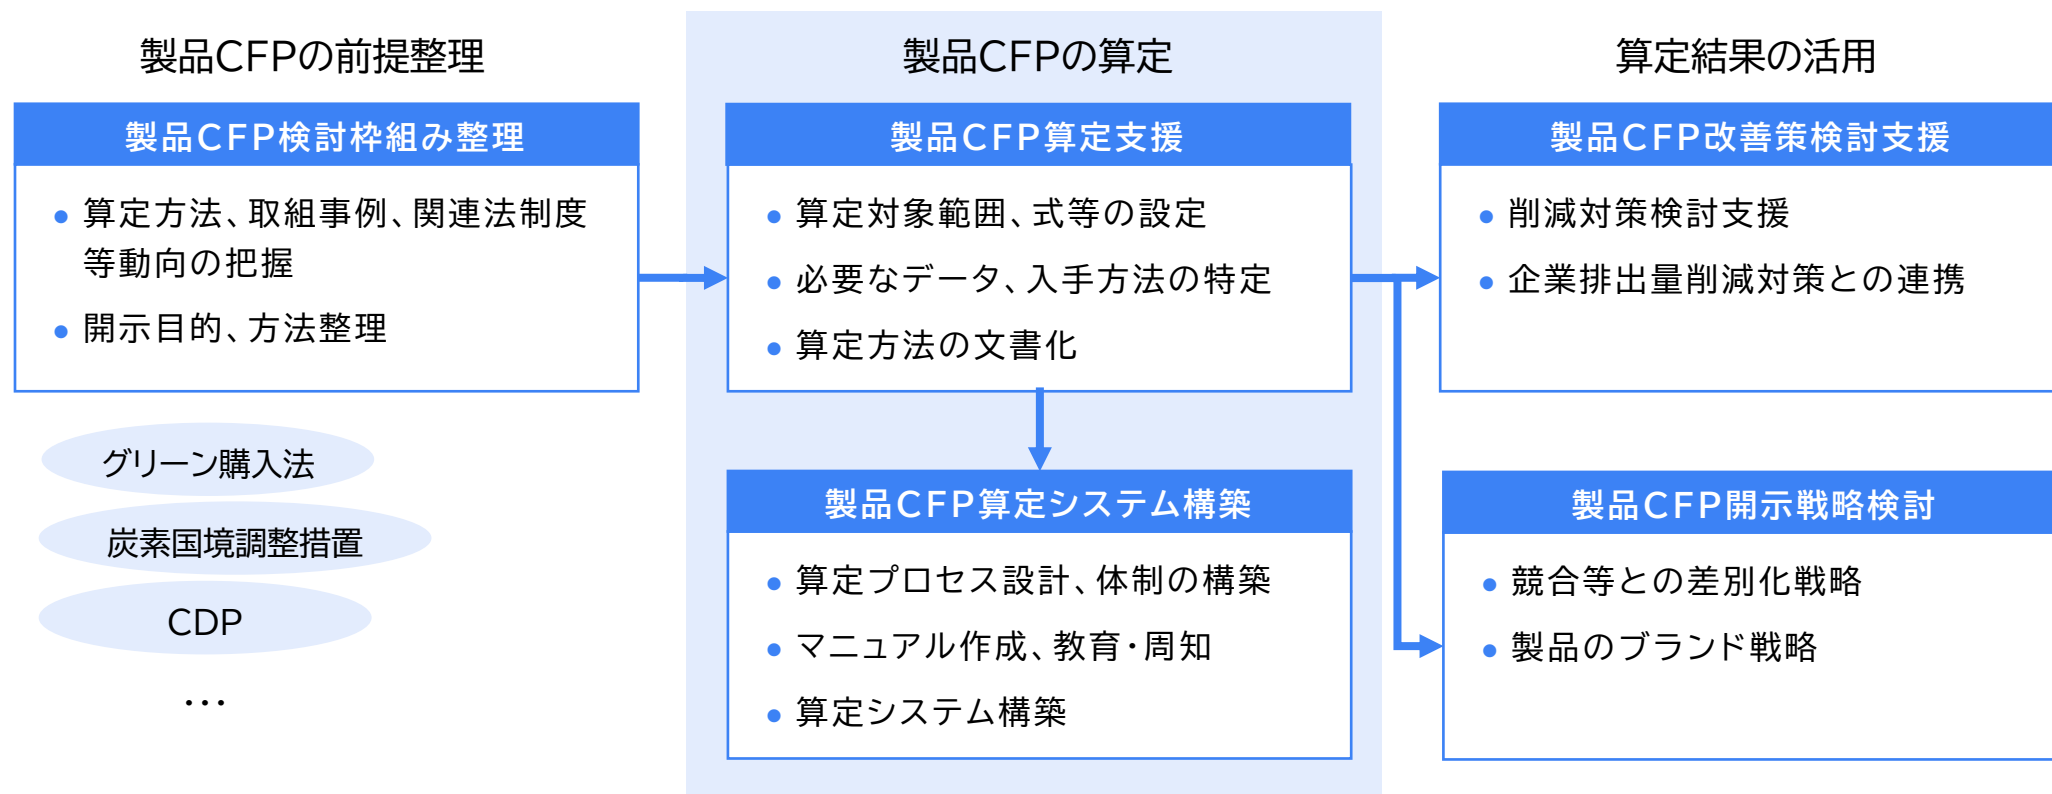 製品CFPの前提整理
製品CFP検討枠組み整理
● 算定方法、取組事例、関連法制度
等動向の把握
● 開示目的、方法整理
グリーン購入法
炭素国境調整措置
CDP
…
製品CFPの算定
製品CFP算定支援
● 算定対象範囲、式等の設定
● 必要なデータ、入手方法の特定
● 算定方法の文書化
製品CFP算定システム構築
● 算定プロセス設計、体制の構築
● マニュアル作成、教育・周知
● 算定システム構築
算定結果の活用
製品CFP改善策検討支援
● 削減対策検討支援
● 企業排出量削減対策との連携
製品CFP開示戦略検討
● 競合等との差別化戦略
● 製品のブランド戦略